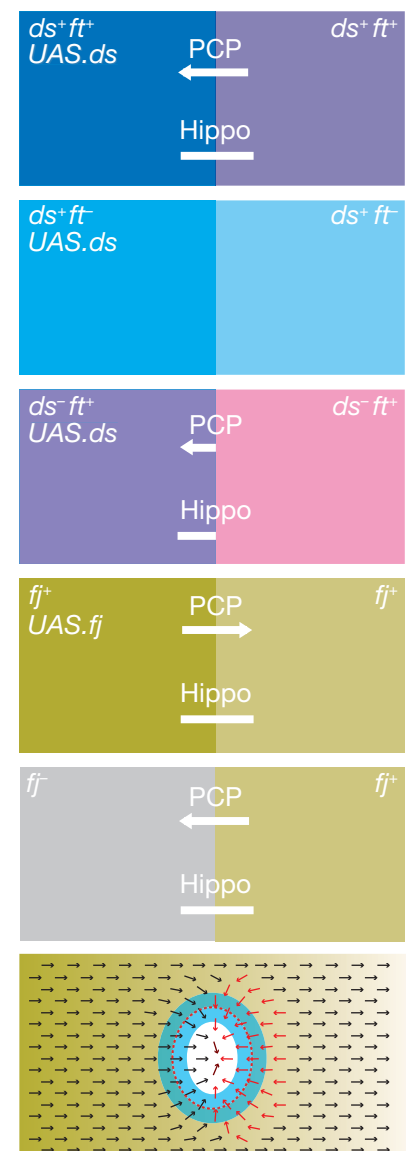 ds⁺ft⁺ ds⁺ft⁺
UAS.ds PCP
Hippo
ds⁺ft⁻ ds⁺ft⁻
UAS.ds
ds⁻ft⁺ ds⁻ft⁺
UAS.ds PCP
Hippo
fj⁺ PCP fj⁺
UAS.fj
Hippo
fj⁻ PCP fj⁺
Hippo